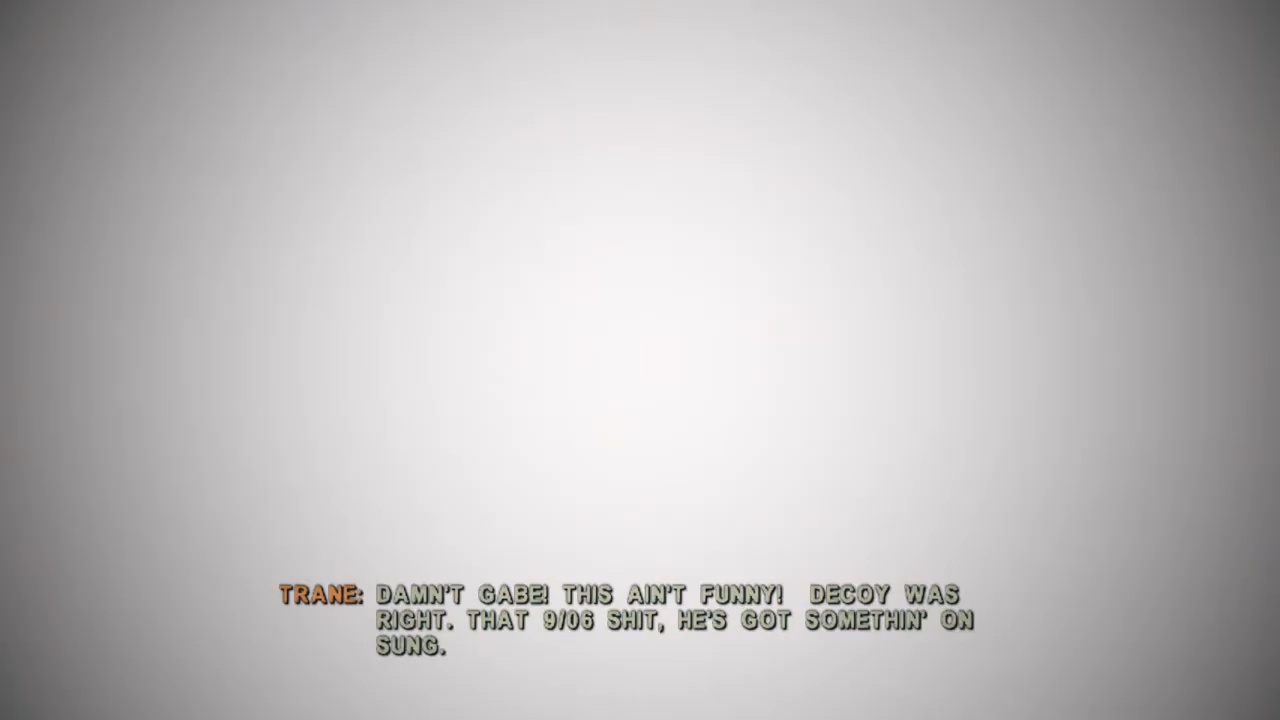 TRANE: DAMN'T GABE! THIS AIN'T FUNNY! DECOY WAS
RIGHT. THAT 9/06 SHIT, HE'S GOT SOMETHIN' ON
SUNG.